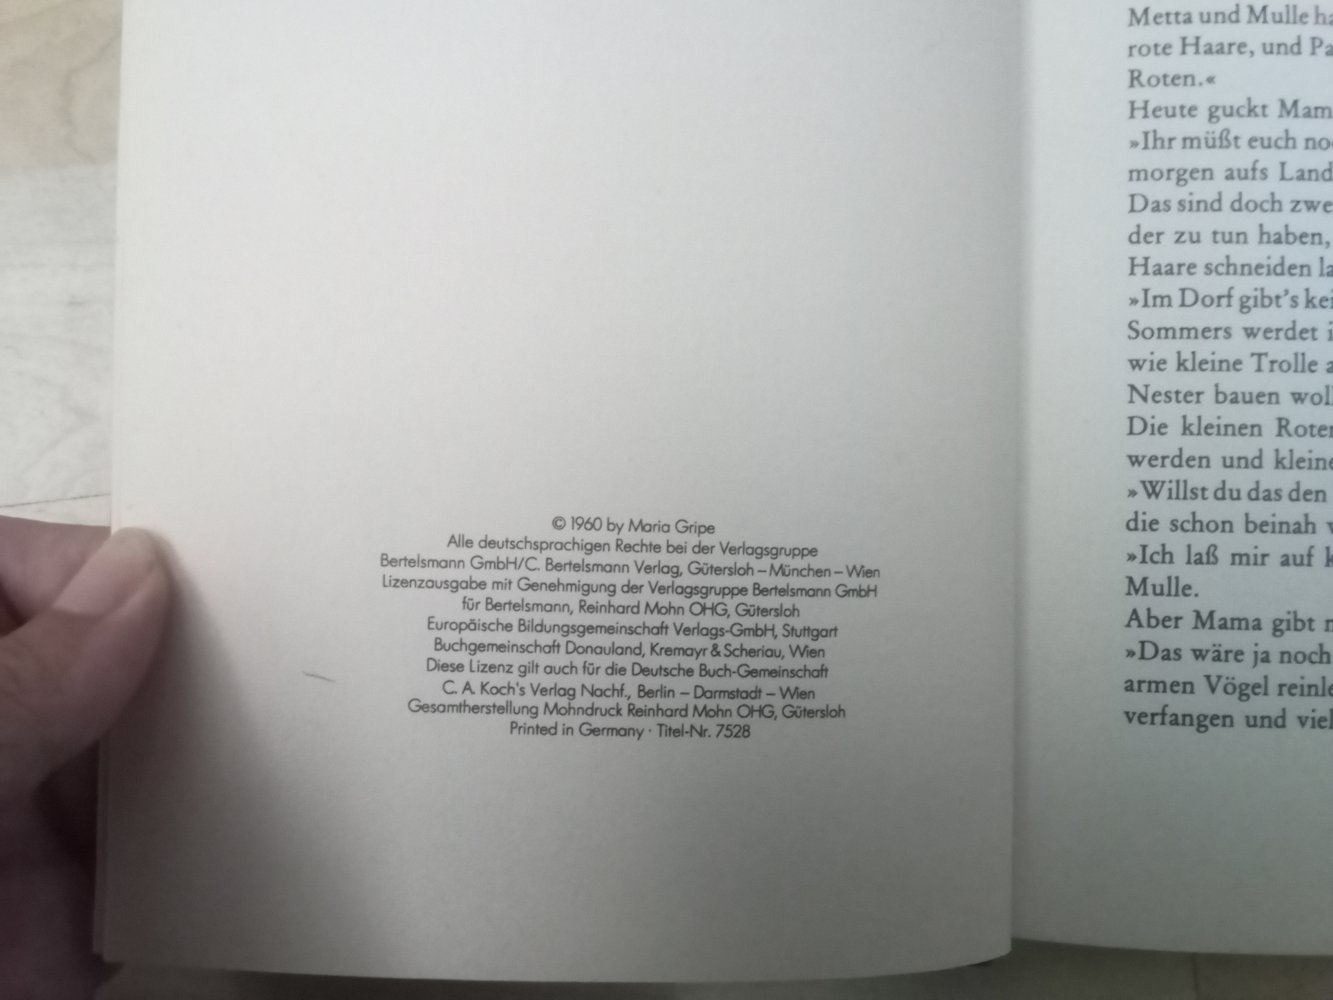 © 1960 by Maria Gripe
Alle deutschsprachigen Rechte bei der Verlagsgruppe
Bertelsmann GmbH/C. Bertelsmann Verlag, Gütersloh – München – Wien
Lizenzausgabe mit Genehmigung der Verlagsgruppe Bertelsmann GmbH
für Bertelsmann, Reinhard Mohn OHG, Gütersloh
Europäische Bildungsgemeinschaft Verlags-GmbH, Stuttgart
Buchgemeinschaft Donauland, Kremayr & Scheriau, Wien
Diese Lizenz gilt auch für die Deutsche Buch-Gemeinschaft
C. A. Koch's Verlag Nachf., Berlin – Darmstadt – Wien
Gesamtherstellung Mohndruck Reinhard Mohn OHG, Gütersloh
Printed in Germany · Titel-Nr. 7528
Metta und Mulle
rote Haare, und
Roten.«
Heute guckt
»Ihr müßt euch
morgen aufs Land
Das sind doch
der zu tun haben,
Haare schneiden
»Im Dorf gibt's
Sommers werdet
wie kleine Trolle
Nester bauen
Die kleinen
werden und
»Willst du das den
die schon beinah
»Ich laß mir auf
Mulle.
Aber Mama gibt
»Das wäre ja noch
armen Vögel
verfangen und